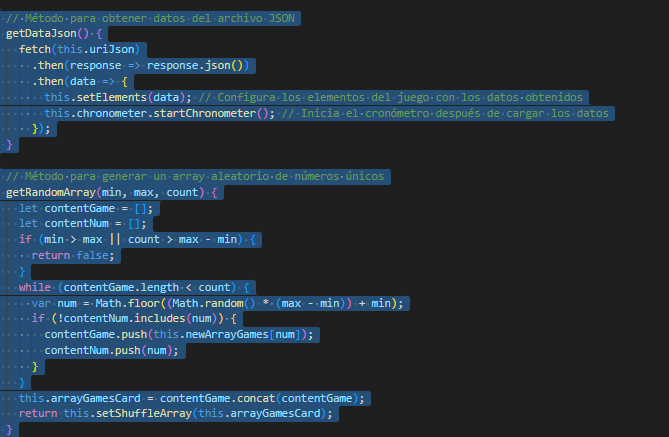 // Método para obtener datos del archivo JSON
getDataJson() {
fetch(this.uriJson)
.then(response => response.json())
.then(data => {
this.setElements(data); // Configura los elementos del juego con los datos obtenidos
this.chronometer.startChronometer(); // Inicia el cronómetro después de cargar los datos
});
}
// Método para generar un array aleatorio de números únicos
getRandomArray(min, max, count) {
let contentGame = [];
let contentNum = [];
if (min > max || count > max - min) {
return false;
}
while (contentGame.length < count) {
var num = Math.floor((Math.random() * (max - min)) + min);
if (!contentNum.includes(num)) {
contentGame.push(this.newArrayGames[num]);
contentNum.push(num);
}
}
this.arrayGamesCard = contentGame.concat(contentGame);
return this.setShuffleArray(this.arrayGamesCard);
}